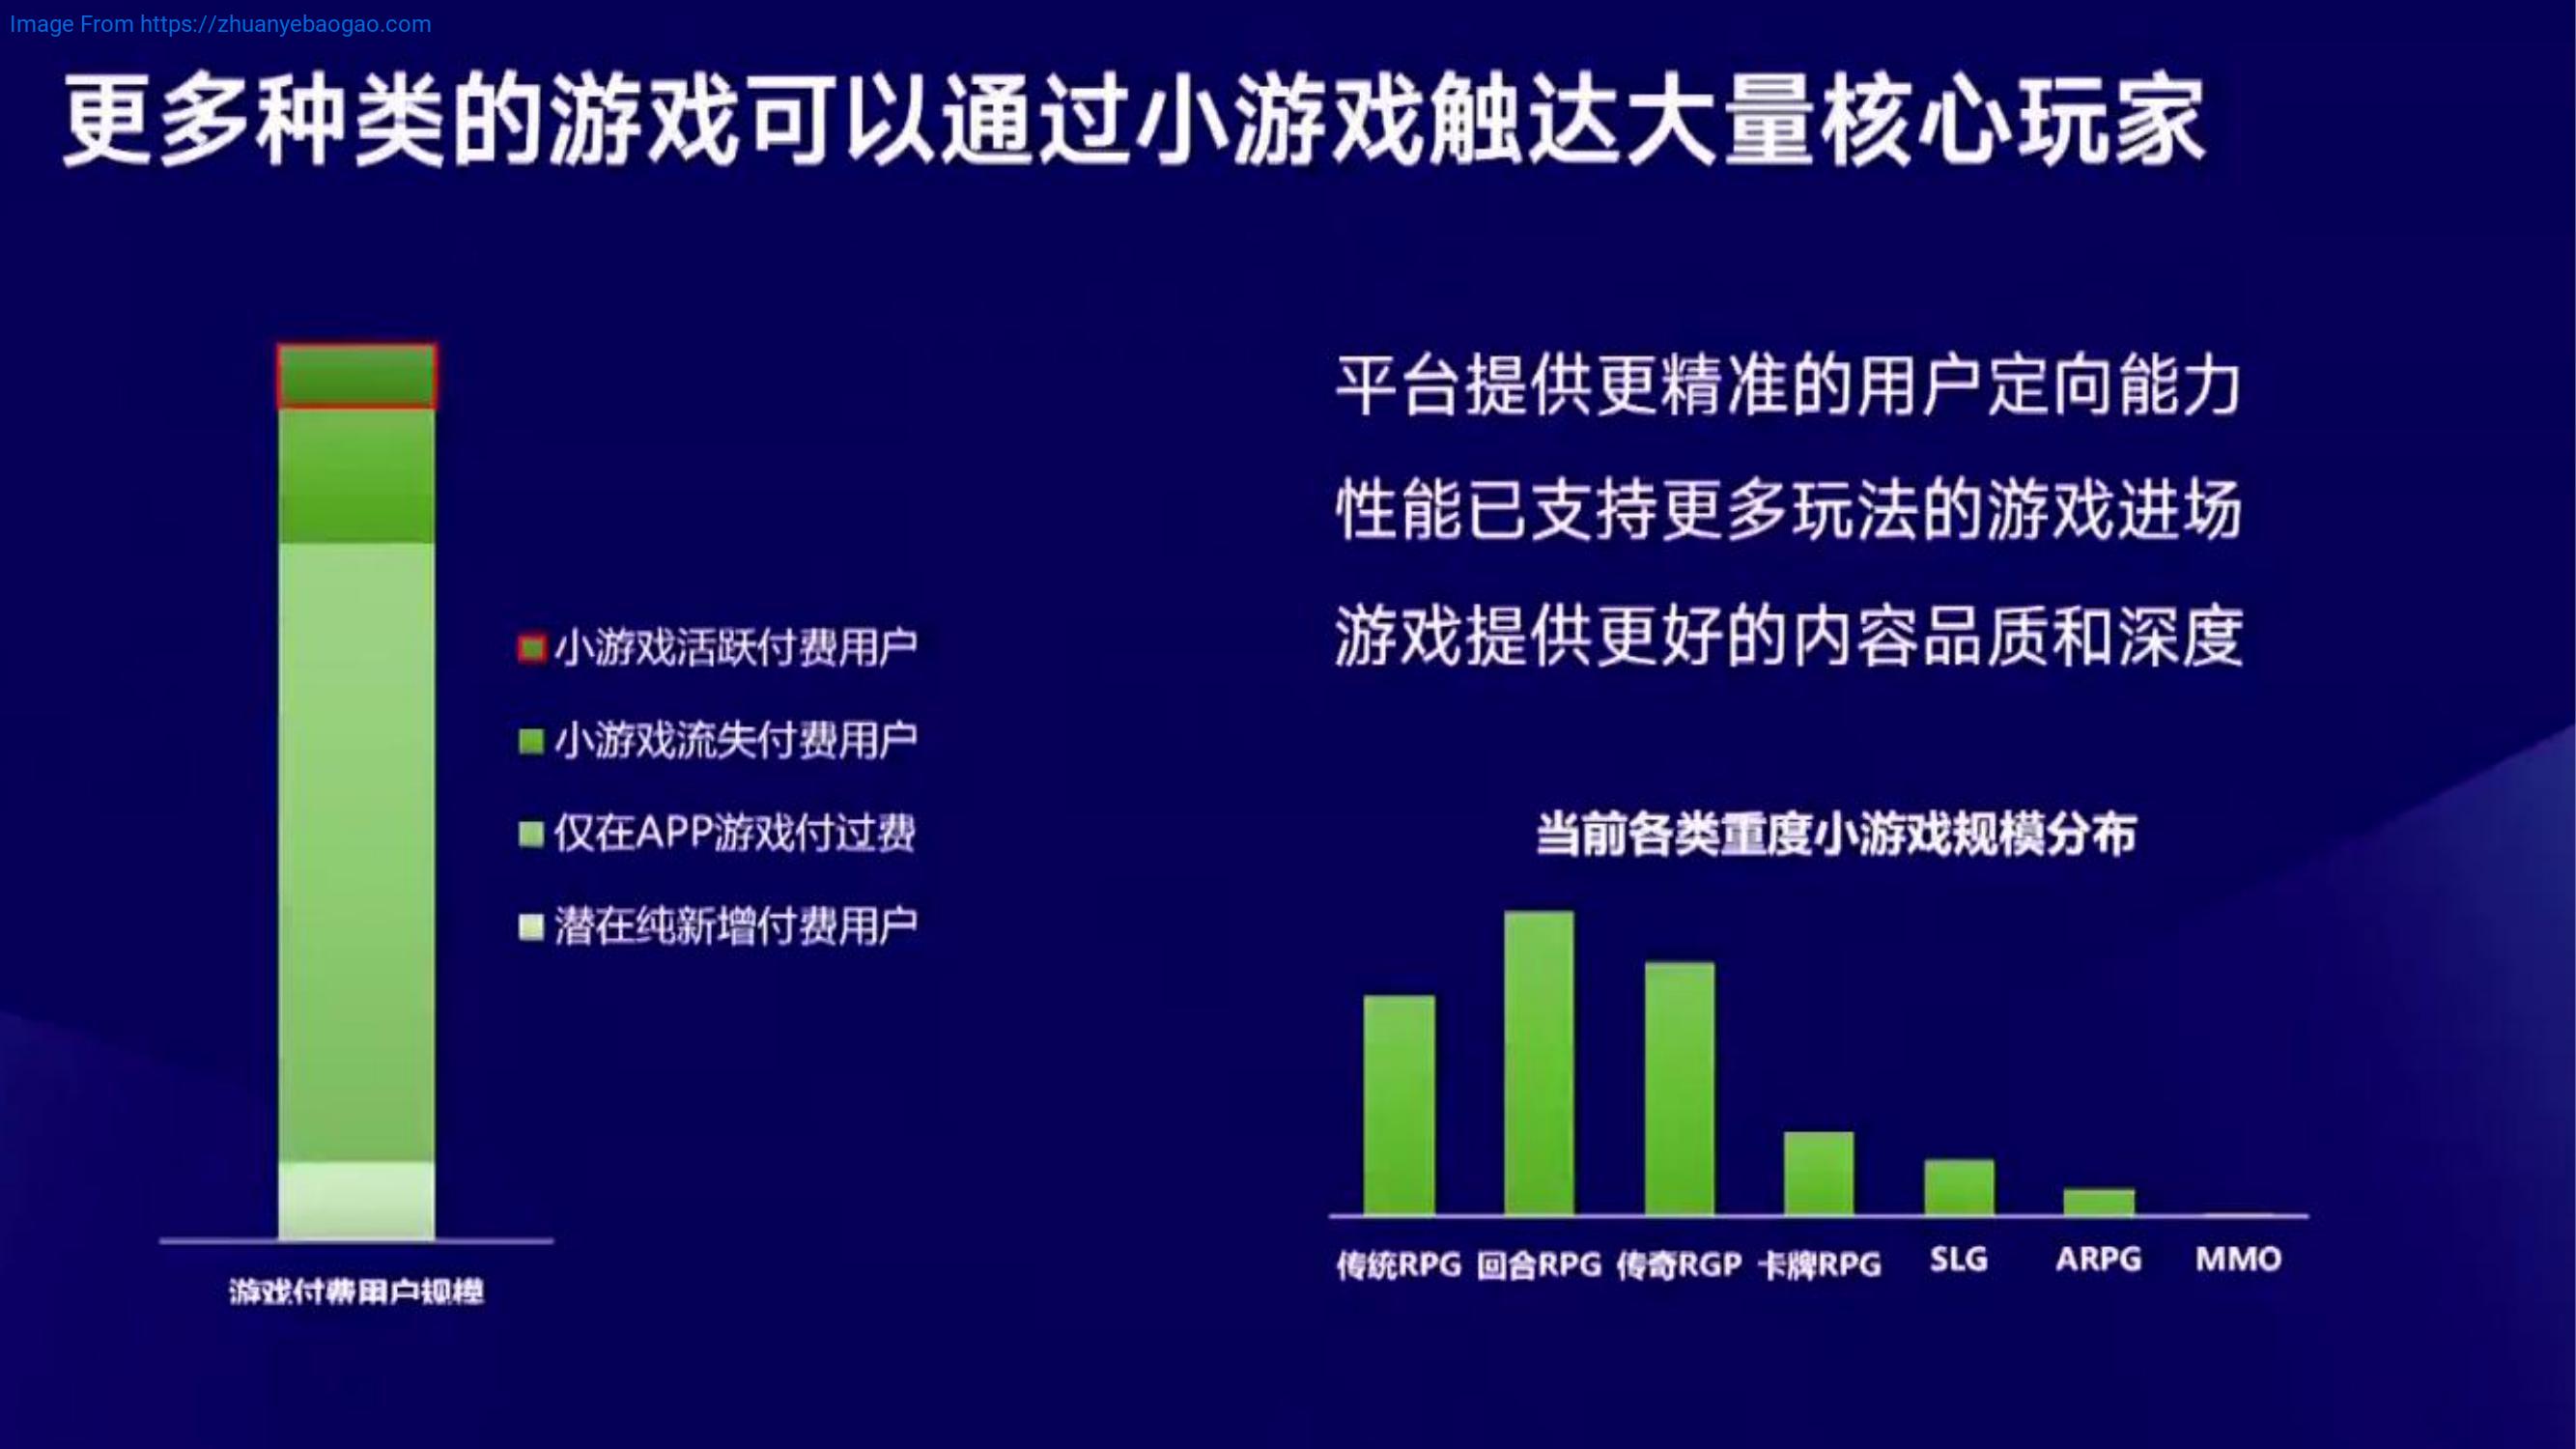 Image From https://zhuanyebaogao.com
更多种类的游戏可以通过小游戏触达大量核心玩家
小游戏活跃付费用户
小游戏流失付费用户
仅在APP游戏付过费
潜在纯新增付费用户
游戏付费用户规模
平台提供更精准的用户定向能力
性能已支持更多玩法的游戏进场
游戏提供更好的内容品质和深度
当前各类重度小游戏规模分布
传统RPG 回合RPG 传奇RGP 卡牌RPG SLG ARPG MMO